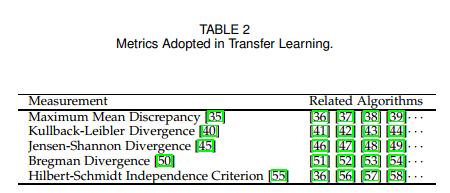 TABLE 2
Metrics Adopted in Transfer Learning.
Measurement Related Algorithms
Maximum Mean Discrepancy [35] [36] [37] [38] [39] ···
Kullback-Leibler Divergence [40] [41] [42] [43] [44] ···
Jensen-Shannon Divergence [45] [46] [47] [48] [49] ···
Bregman Divergence [50] [51] [52] [53] [54] ···
Hilbert-Schmidt Independence Criterion [55] [36] [56] [57] [58] ···